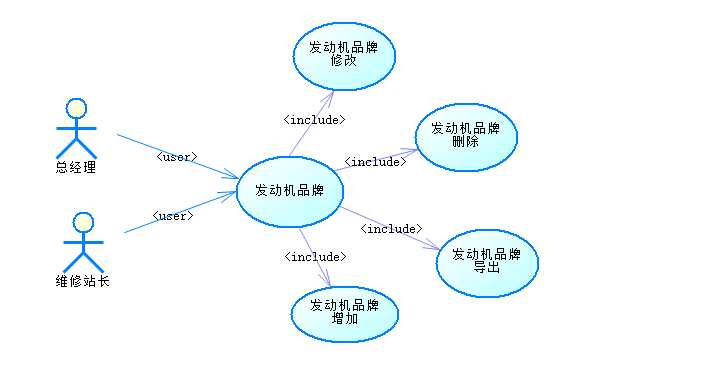 发动机品牌
修改
<include>
发动机品牌
删除
总经理
<user>
<include>
发动机品牌
<user>
<include>
维修站长
<include>
发动机品牌
导出
发动机品牌
增加